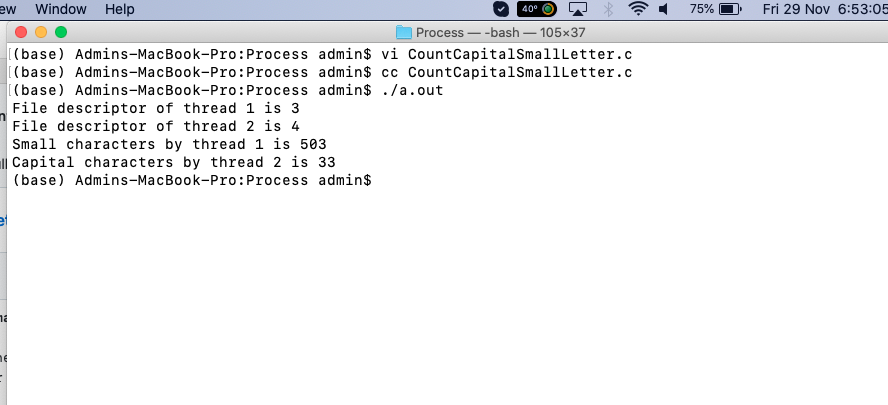 ew Window Help 40° 75% Fri 29 Nov 6:53:05
Process — -bash — 105×37
[(base) Admins-MacBook-Pro:Process admin$ vi CountCapitalSmallLetter.c
[(base) Admins-MacBook-Pro:Process admin$ cc CountCapitalSmallLetter.c
[(base) Admins-MacBook-Pro:Process admin$ ./a.out
File descriptor of thread 1 is 3
File descriptor of thread 2 is 4
Small characters by thread 1 is 503
Capital characters by thread 2 is 33
(base) Admins-MacBook-Pro:Process admin$